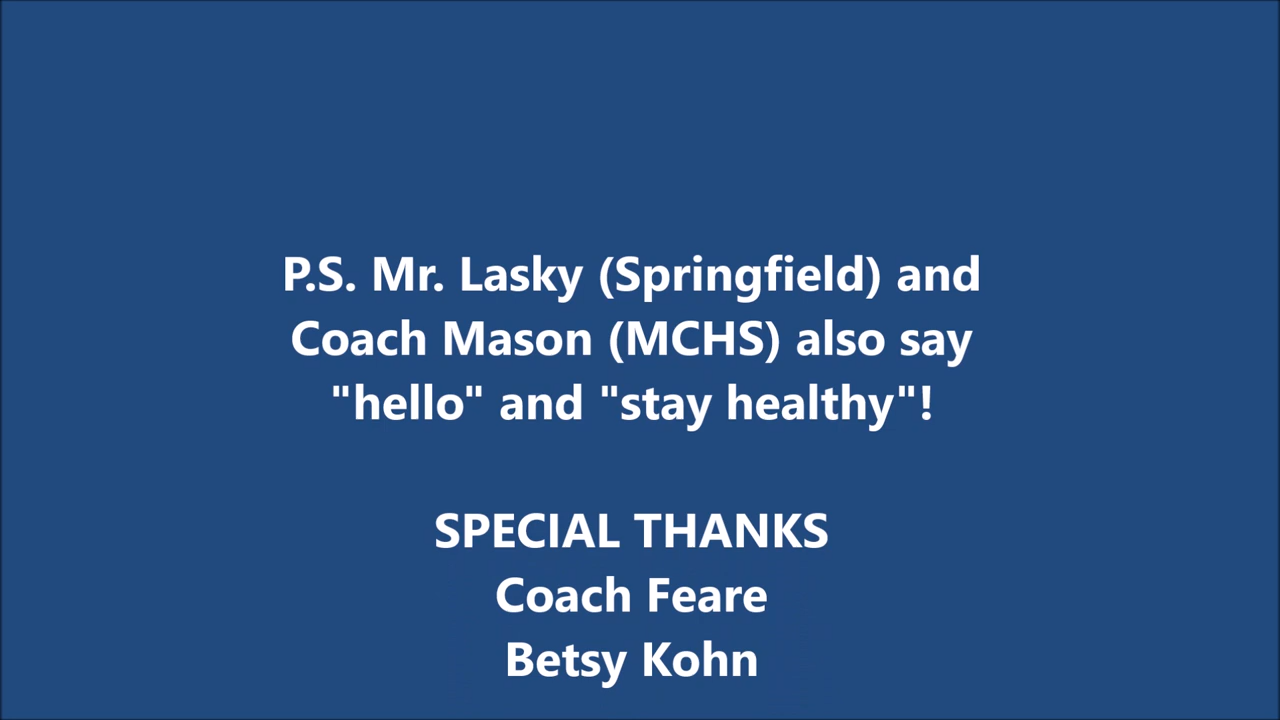 P.S. Mr. Lasky (Springfield) and
Coach Mason (MCHS) also say
"hello" and "stay healthy"!
SPECIAL THANKS
Coach Feare
Betsy Kohn